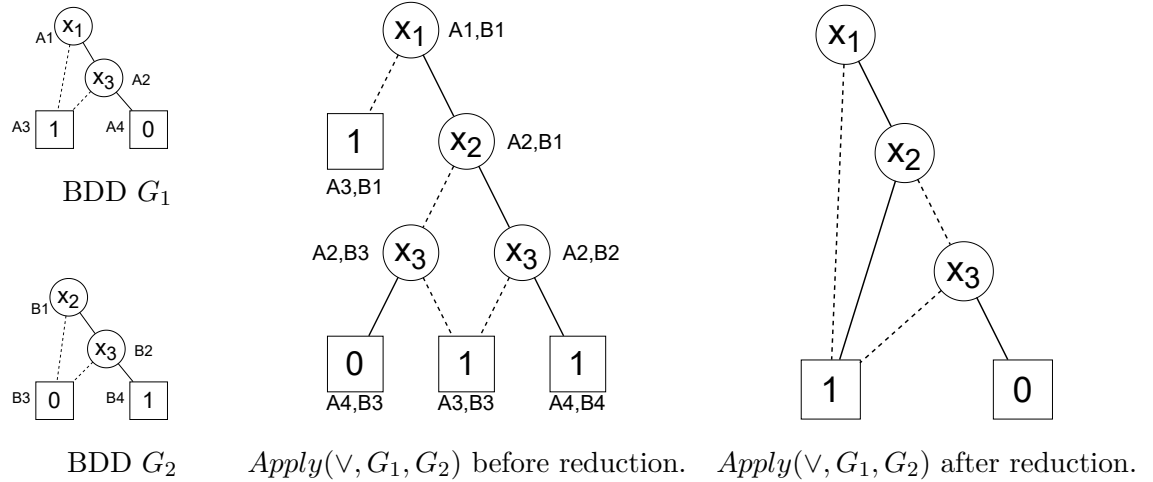 x1
A1
x3
A2
A3
1
A4
0
BDD G1
x2
B1
x3
B2
B3
0
B4
1
BDD G2
x1
A1,B1
1
A3,B1
x2
A2,B1
A2,B3
x3
x3
A2,B2
0
1
1
A4,B3
A3,B3
A4,B4
Apply(∨, G1, G2) before reduction.
x1
x2
x3
1
0
Apply(∨, G1, G2) after reduction.